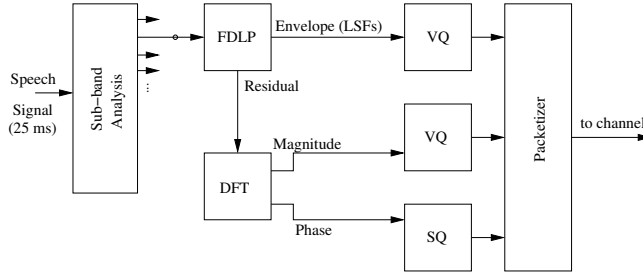 Speech
Signal
(25 ms)
Sub-band
Analysis
...
FDLP
Envelope (LSFs)
VQ
Residual
DFT
Magnitude
VQ
Phase
SQ
Packetizer
to channel